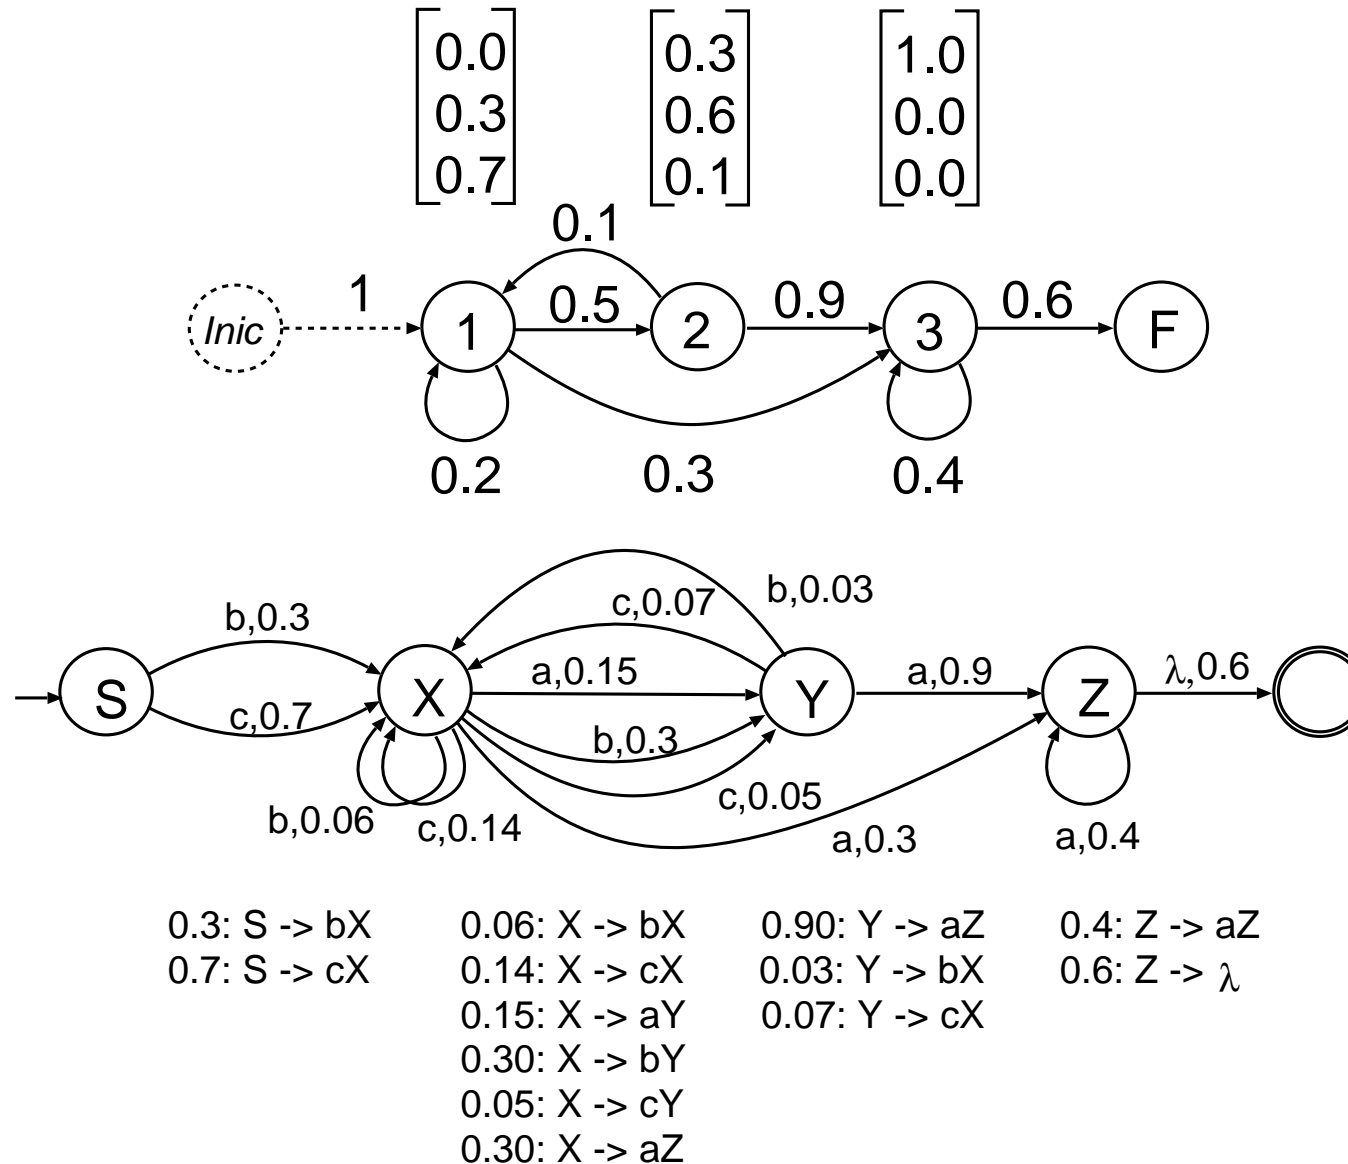 0.0 0.3 1.0
0.3 0.6 0.0
0.7 0.1 0.0
0.1
1 0.5 0.9 0.6
Inic 1 2 3 F
0.2 0.3 0.4
b,0.03
c,0.07
b,0.3
a,0.15 a,0.9 λ,0.6
S X Y Z
c,0.7 b,0.3
c,0.05
b,0.06 c,0.14 a,0.3 a,0.4
0.3: S -> bX 0.06: X -> bX 0.90: Y -> aZ 0.4: Z -> aZ
0.7: S -> cX 0.14: X -> cX 0.03: Y -> bX 0.6: Z -> λ
0.15: X -> aY 0.07: Y -> cX
0.30: X -> bY
0.05: X -> cY
0.30: X -> aZ